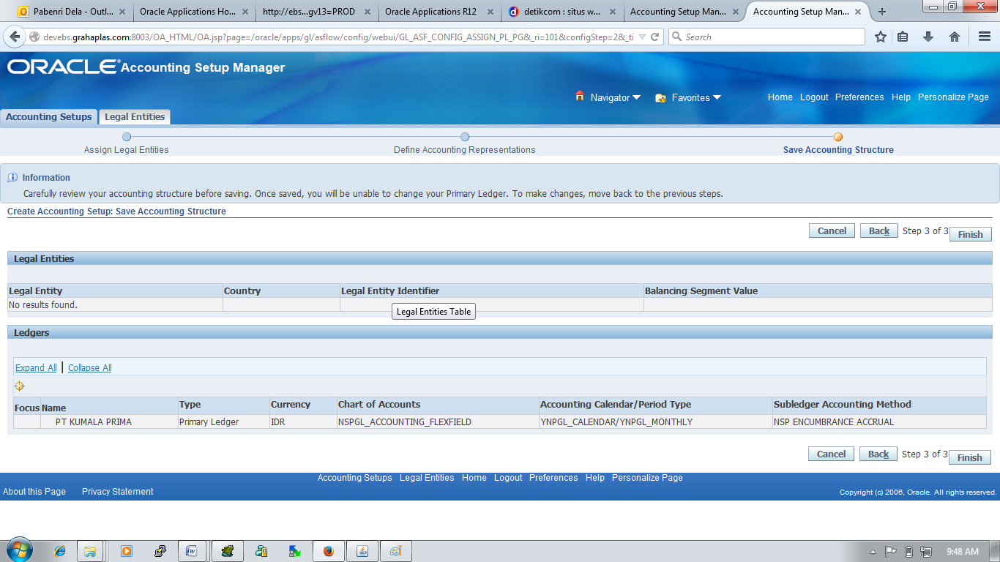 Pabenri Dela - Outl...
Oracle Applications Ho...
http://ebs...gv13=PROD
Oracle Applications R12
detikcom : situs w...
Accounting Setup Man...
Accounting Setup Man...
devebs.grahaplas.com:8003/OA_HTML/OA.jsp?page=/oracle/apps/gl/asflow/config/webui/GL_ASF_CONFIG_ASSIGN_PL_PG&_ri=101&configStep=2&_ti
Search
ORACLE Accounting Setup Manager
Navigator Favorites Home Logout Preferences Help Personalize Page
Accounting Setups Legal Entities
Assign Legal Entities Define Accounting Representations Save Accounting Structure
Information
Carefully review your accounting structure before saving. Once saved, you will be unable to change your Primary Ledger. To make changes, move back to the previous steps.
Create Accounting Setup: Save Accounting Structure
Cancel Back Step 3 of 3 Finish
Legal Entities
Legal Entity Country Legal Entity Identifier Balancing Segment Value
No results found.
Legal Entities Table
Ledgers
Expand All | Collapse All
Focus Name Type Currency Chart of Accounts Accounting Calendar/Period Type Subledger Accounting Method
PT KUMALA PRIMA Primary Ledger IDR NSPGL_ACCOUNTING_FLEXFIELD YNPGL_CALENDAR/YNPGL_MONTHLY NSP ENCUMBRANCE ACCRUAL
Cancel Back Step 3 of 3 Finish
Accounting Setups Legal Entities Home Logout Preferences Help Personalize Page
About this Page Privacy Statement Copyright (c) 2006, Oracle. All rights reserved.
9:48 AM